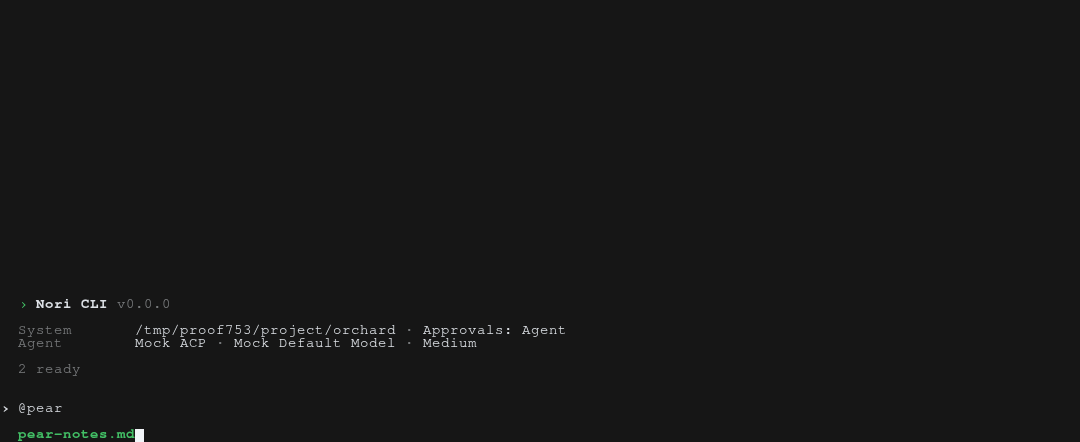 › Nori CLI v0.0.0
System /tmp/proof753/project/orchard · Approvals: Agent
Agent Mock ACP · Mock Default Model · Medium
2 ready
› @pear
pear-notes.md